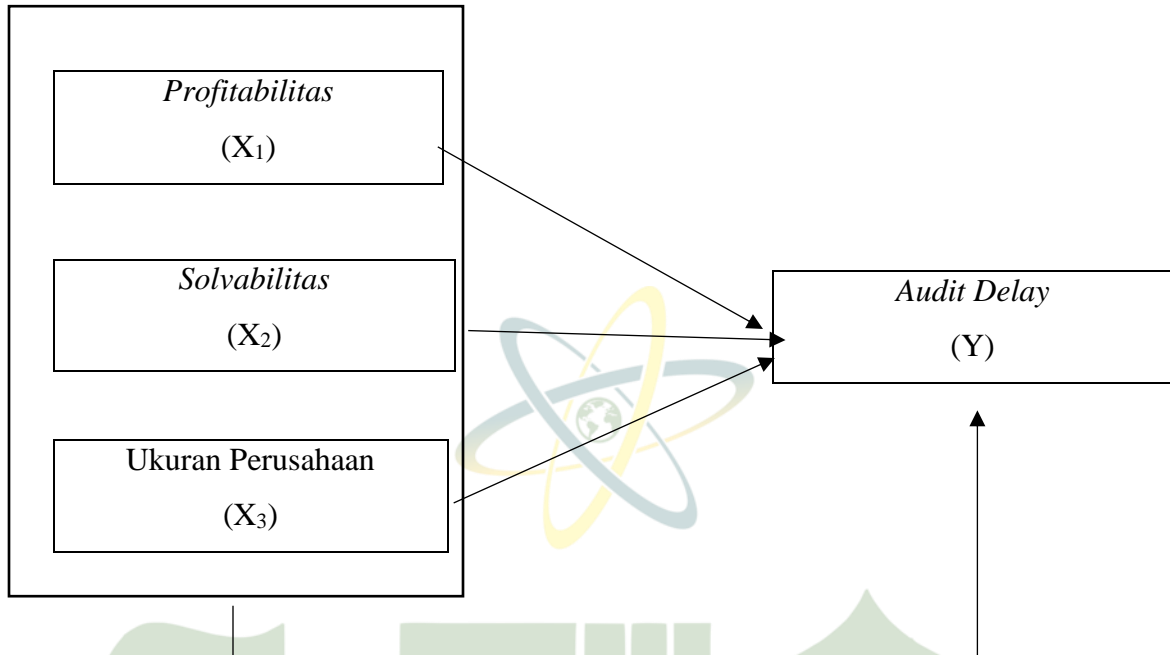 Profitabilitas
(X₁)
Solvabilitas
(X₂)
Ukuran Perusahaan
(X₃)
Audit Delay
(Y)